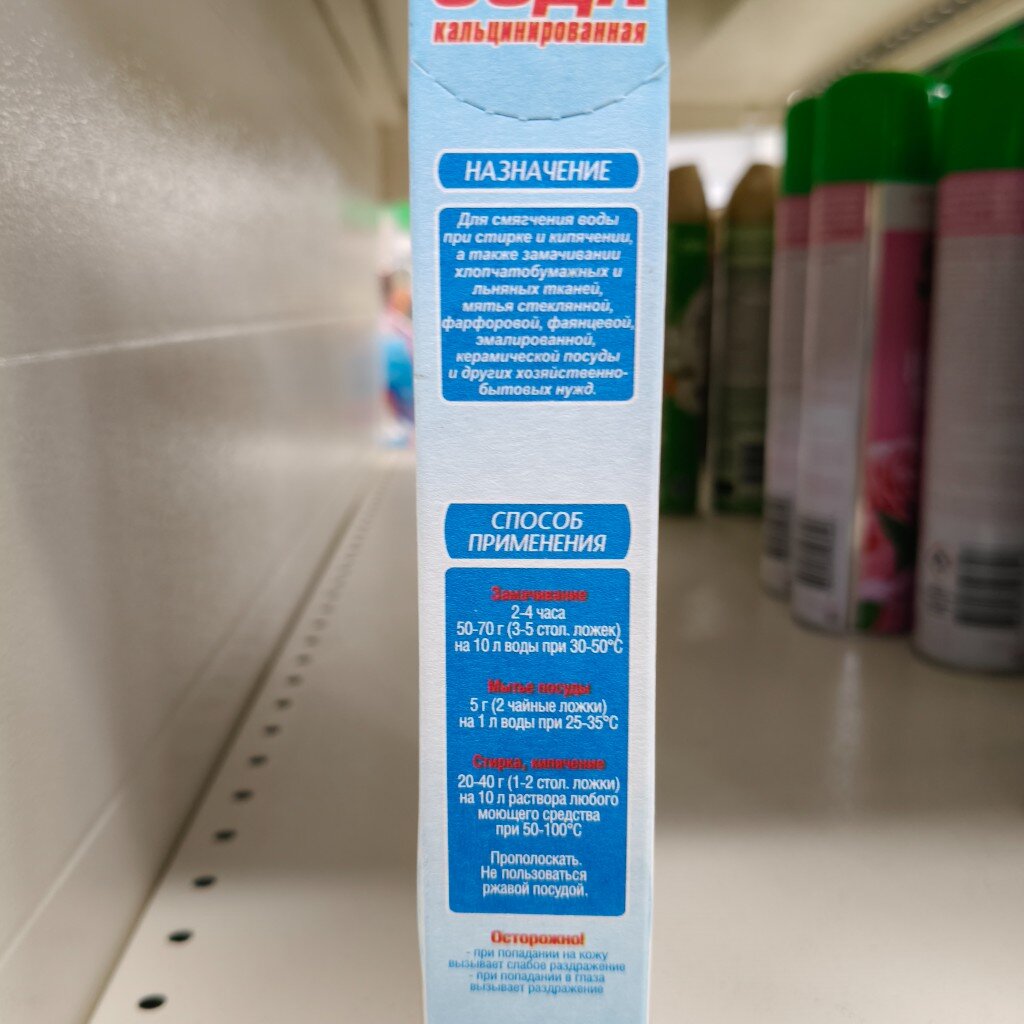 СОДА
кальцинированная
НАЗНАЧЕНИЕ
Для смягчения воды
при стирке и кипячении,
а также замачивании
хлопчатобумажных и
льняных тканей,
мытья стеклянной,
фарфоровой, фаянцевой,
эмалированной,
керамической посуды
и других хозяйственно-
бытовых нужд.
СПОСОБ
ПРИМЕНЕНИЯ
Замачивание
2-4 часа
50-70 г (3-5 стол. ложек)
на 10 л воды при 30-50°С
Мытье посуды
5 г (2 чайные ложки)
на 1 л воды при 25-35°С
Стирка, кипячение
20-40 г (1-2 стол. ложки)
на 10 л раствора любого
моющего средства
при 50-100°С
Прополоскать.
Не пользоваться
ржавой посудой.
Осторожно!
- при попадании на кожу
вызывает слабое раздражение
- при попадании в глаза
вызывает раздражение